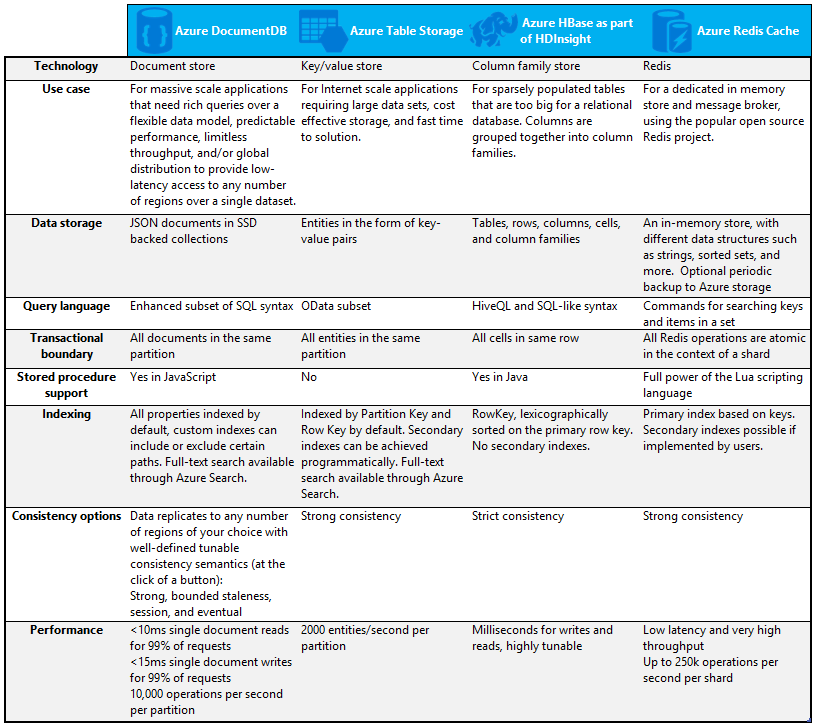 Azure DocumentDB
Azure Table Storage
Azure HBase as part
of HDInsight
Azure Redis Cache
Technology
Document store
Key/value store
Column family store
Redis
Use case
For massive scale applications
that need rich queries over a
flexible data model, predictable
performance, limitless
throughput, and/or global
distribution to provide low-
latency access to any number
of regions over a single dataset.
For Internet scale applications
requiring large data sets, cost
effective storage, and fast time
to solution.
For sparsely populated tables
that are too big for a relational
database. Columns are
grouped together into column
families.
For a dedicated in memory
store and message broker,
using the popular open source
Redis project.
Data storage
JSON documents in SSD
backed collections
Entities in the form of key-
value pairs
Tables, rows, columns, cells,
and column families
An in-memory store, with
different data structures such
as strings, sorted sets, and
more.  Optional periodic
backup to Azure storage
Query language
Enhanced subset of SQL syntax
OData subset
HiveQL and SQL-like syntax
Commands for searching keys
and items in a set
Transactional
boundary
All documents in the same
partition
All entities in the same
partition
All cells in same row
All Redis operations are atomic
in the context of a shard
Stored procedure
support
Yes in JavaScript
No
Yes in Java
Full power of the Lua scripting
language
Indexing
All properties indexed by
default, custom indexes can
include or exclude certain
paths. Full-text search available
through Azure Search.
Indexed by Partition Key and
Row Key by default. Secondary
indexes can be achieved
programmatically. Full-text
search available through Azure
Search.
RowKey, lexicographically
sorted on the primary row key.
No secondary indexes.
Primary index based on keys.
Secondary indexes possible if
implemented by users.
Consistency options
Data replicates to any number
of regions of your choice with
well-defined tunable
consistency semantics (at the
click of a button):
Strong, bounded staleness,
session, and eventual
Strong consistency
Strict consistency
Strong consistency
Performance
<10ms single document reads
for 99% of requests
<15ms single document writes
for 99% of requests
10,000 operations per second
per partition
2000 entities/second per
partition
Milliseconds for writes and
reads, highly tunable
Low latency and very high
throughput
Up to 250k operations per
second per shard